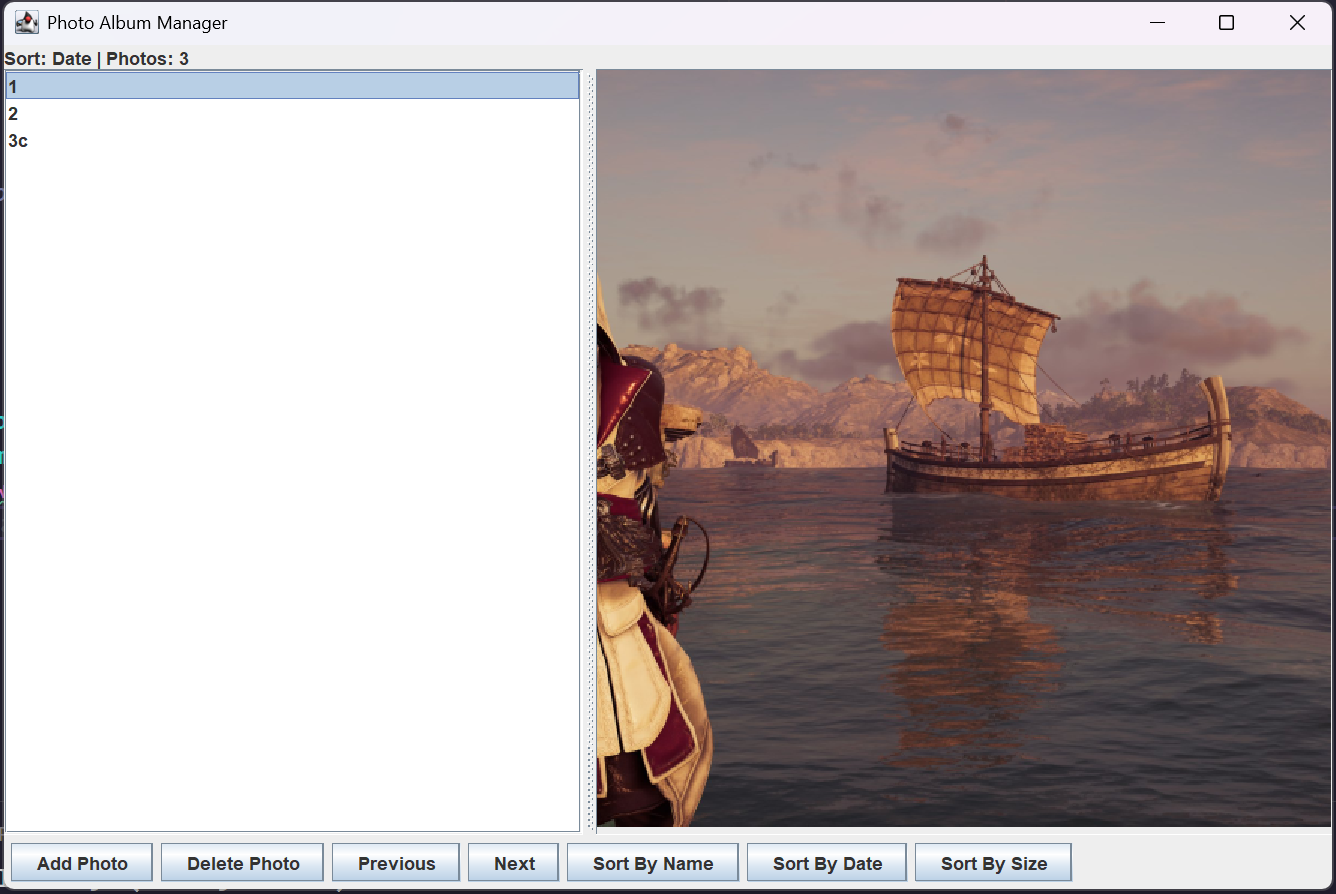 Photo Album Manager
Sort: Date | Photos: 3
1
2
3c
Add Photo Delete Photo Previous Next Sort By Name Sort By Date Sort By Size